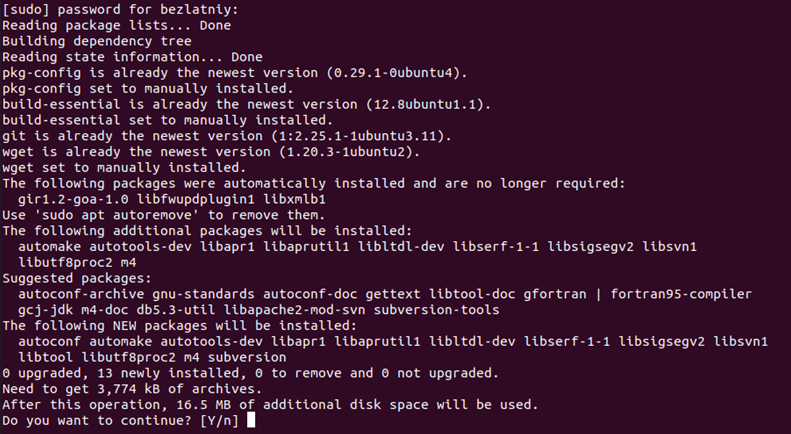 [sudo] password for bezlatniy:
Reading package lists... Done
Building dependency tree
Reading state information... Done
pkg-config is already the newest version (0.29.1-0ubuntu4).
pkg-config set to manually installed.
build-essential is already the newest version (12.8ubuntu1.1).
build-essential set to manually installed.
git is already the newest version (1:2.25.1-1ubuntu3.11).
wget is already the newest version (1.20.3-1ubuntu2).
wget set to manually installed.
The following packages were automatically installed and are no longer required:
  gir1.2-goa-1.0 libfwupdplugin1 libxmlb1
Use 'sudo apt autoremove' to remove them.
The following additional packages will be installed:
  automake autotools-dev libapr1 libaprutil1 libltdl-dev libserf-1-1 libsigsegv2 libsvn1
  libutf8proc2 m4
Suggested packages:
  autoconf-archive gnu-standards autoconf-doc gettext libtool-doc gfortran | fortran95-compiler
  gcj-jdk m4-doc db5.3-util libapache2-mod-svn subversion-tools
The following NEW packages will be installed:
  autoconf automake autotools-dev libapr1 libaprutil1 libltdl-dev libserf-1-1 libsigsegv2 libsvn1
  libtool libutf8proc2 m4 subversion
0 upgraded, 13 newly installed, 0 to remove and 0 not upgraded.
Need to get 3,774 kB of archives.
After this operation, 16.5 MB of additional disk space will be used.
Do you want to continue? [Y/n]